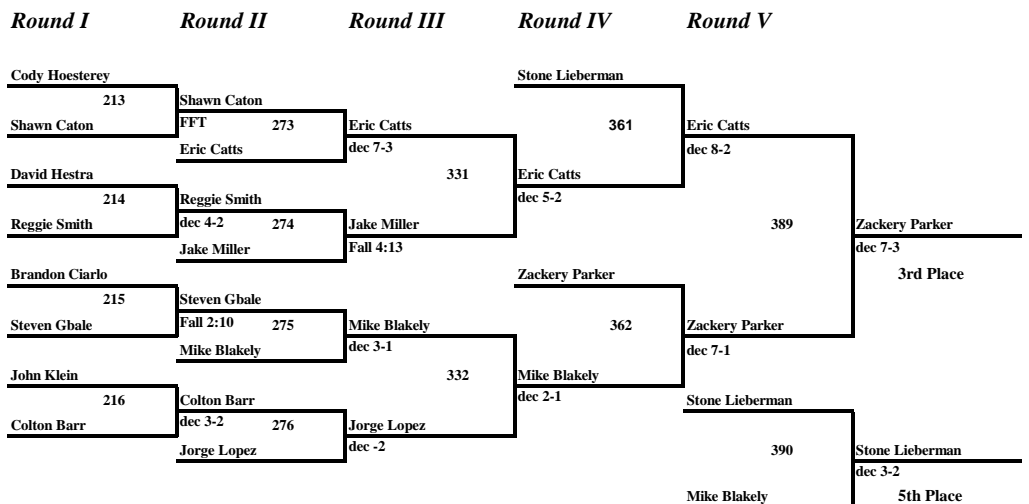 Round I Round II Round III Round IV Round V
Cody Hoesterey Stone Lieberman
213 Shawn Caton
Shawn Caton FFT 273 Eric Catts 361 Eric Catts
Eric Catts dec 7-3 dec 8-2
David Hestra 331 Eric Catts
214 Reggie Smith dec 5-2
Reggie Smith dec 4-2 274 Jake Miller 389 Zackery Parker
Jake Miller Fall 4:13 dec 7-3
Brandon Ciarlo Zackery Parker 3rd Place
215 Steven Gbale
Steven Gbale Fall 2:10 275 Mike Blakely 362 Zackery Parker
Mike Blakely dec 3-1 dec 7-1
John Klein 332 Mike Blakely
216 Colton Barr dec 2-1 Stone Lieberman
Colton Barr dec 3-2 276 Jorge Lopez
Jorge Lopez dec -2 390 Stone Lieberman
dec 3-2
Mike Blakely 5th Place